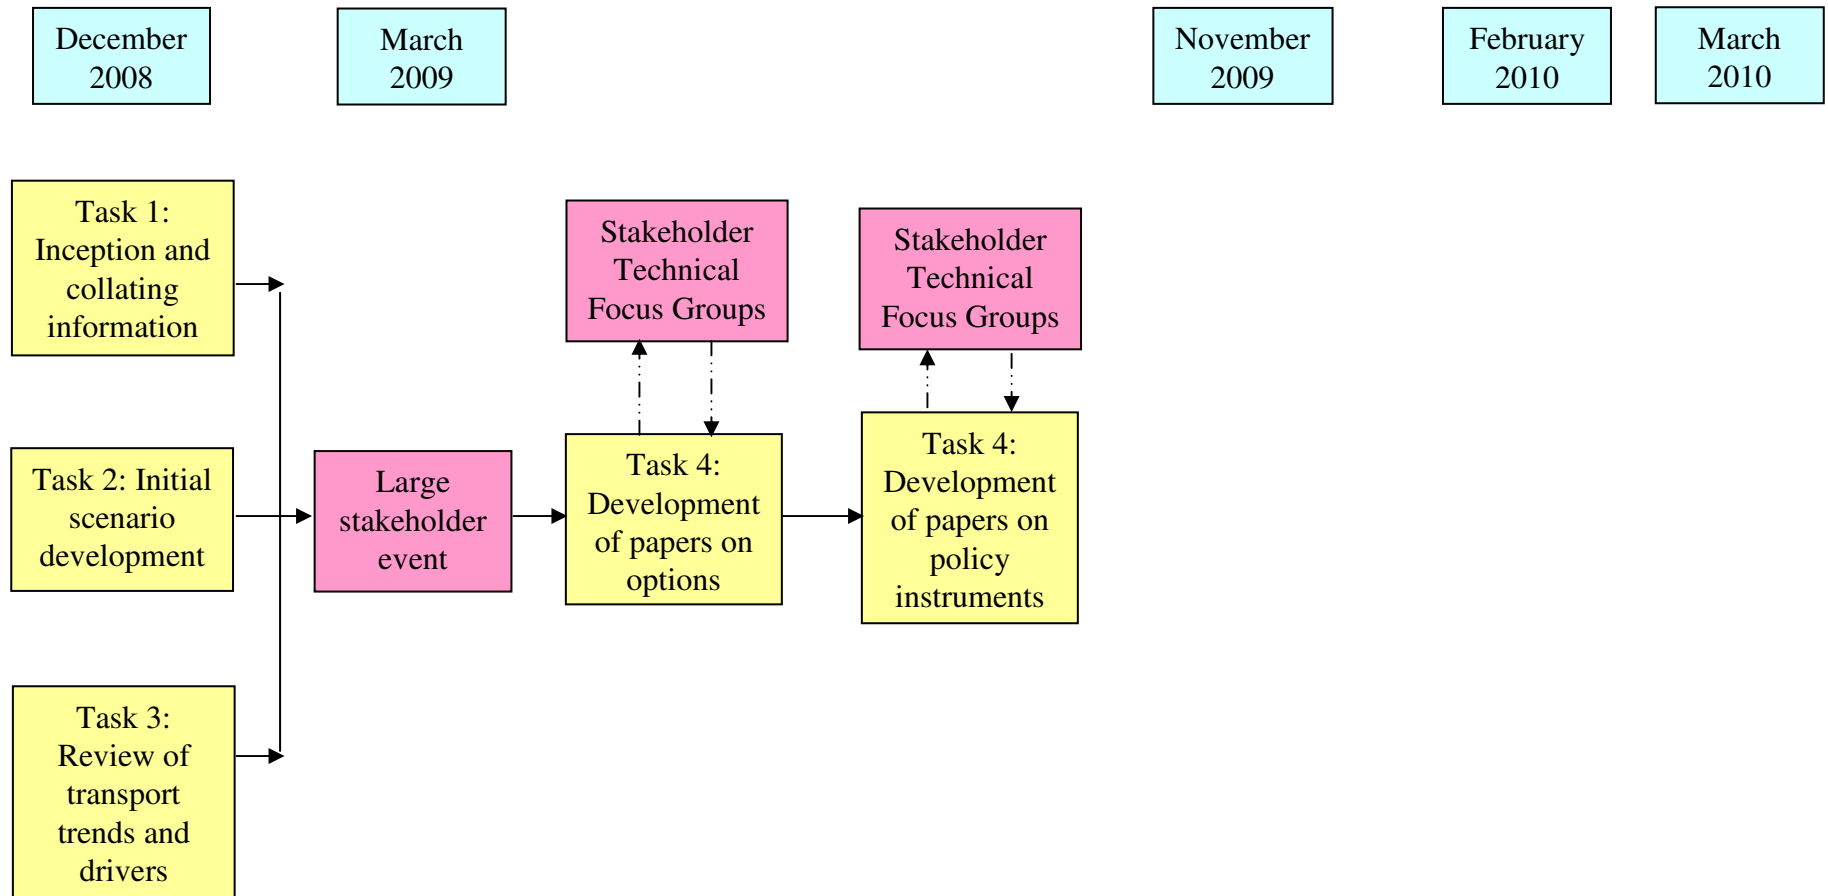 December
2008
March
2009
November
2009
February
2010
March
2010
Task 1:
Inception and
collating
information
Stakeholder
Technical
Focus Groups
Stakeholder
Technical
Focus Groups
Task 2: Initial
scenario
development
Large
stakeholder
event
Task 4:
Development
of papers on
options
Task 4:
Development
of papers on
policy
instruments
Task 3:
Review of
transport
trends and
drivers